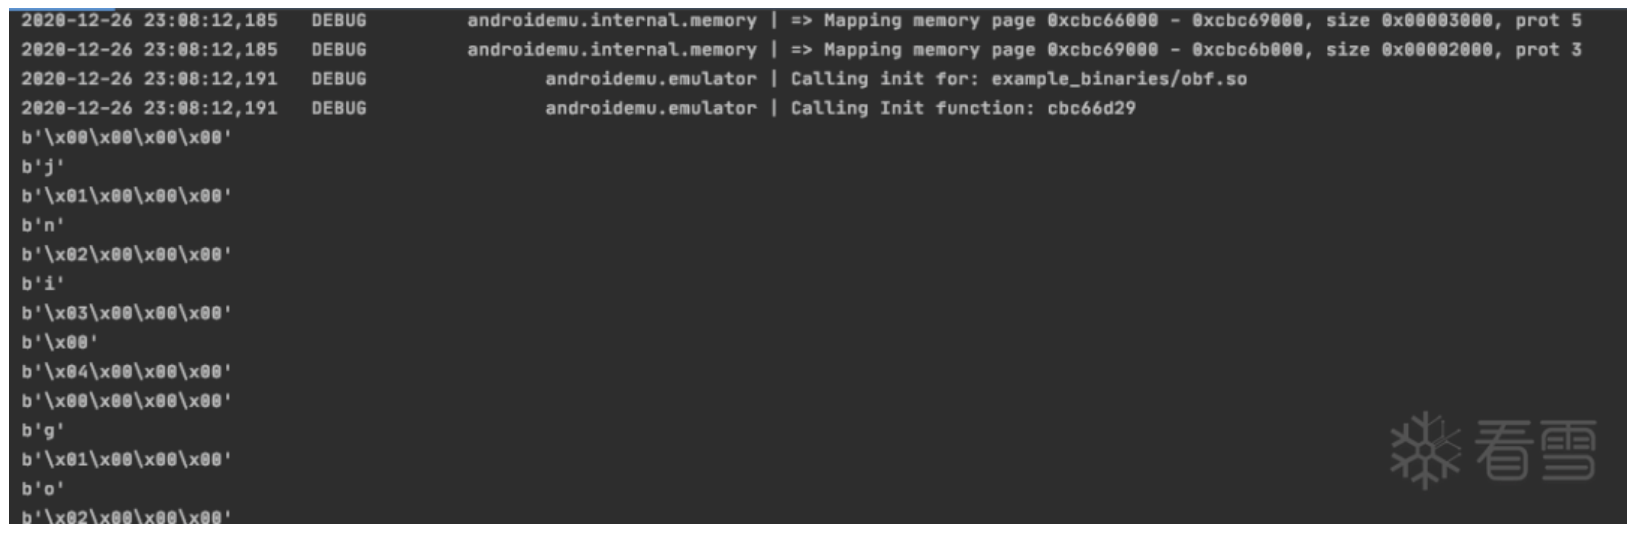 2020-12-26 23:08:12,185   DEBUG         androidemu.internal.memory | => Mapping memory page 0xcbc66000 - 0xcbc69000, size 0x00003000, prot 5
2020-12-26 23:08:12,185   DEBUG         androidemu.internal.memory | => Mapping memory page 0xcbc69000 - 0xcbc6b000, size 0x00002000, prot 3
2020-12-26 23:08:12,191   DEBUG                androidemu.emulator | Calling init for: example_binaries/obf.so
2020-12-26 23:08:12,191   DEBUG                androidemu.emulator | Calling Init function: cbc66d29
b'\x00\x00\x00\x00'
b'j'
b'\x01\x00\x00\x00'
b'n'
b'\x02\x00\x00\x00'
b'i'
b'\x03\x00\x00\x00'
b'\x00'
b'\x04\x00\x00\x00'
b'\x00\x00\x00\x00'
b'g'
b'\x01\x00\x00\x00'
b'o'
b'\x02\x00\x00\x00'
看雪